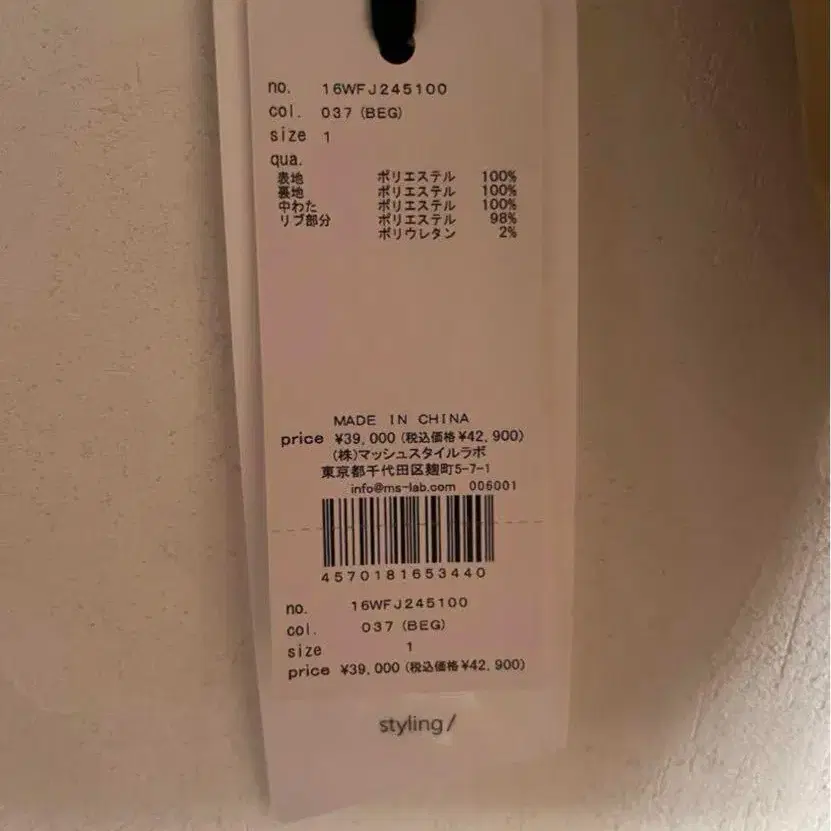 no. 16WFJ245100
col. 037 (BEG)
size 1
qua.
表地 ポリエステル 100%
裏地 ポリエステル 100%
中わた ポリエステル 100%
リブ部分 ポリエステル 98%
ポリウレタン 2%
MADE IN CHINA
price ¥39,000 (税込価格¥42,900)
(株)マッシュスタイルラボ
東京都千代田区麹町5-7-1
info@ms-lab.com 006001
4570181653440
no. 16WFJ245100
col. 037 (BEG)
size 1
price ¥39,000 (税込価格¥42,900)
styling/